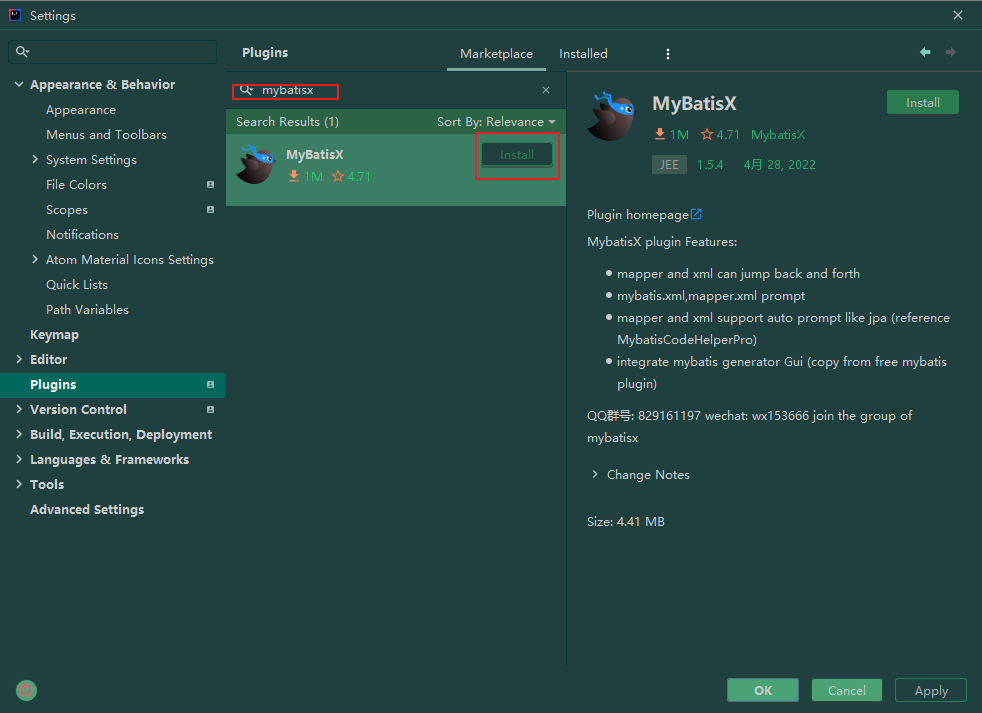 Settings
Appearance & Behavior
Appearance
Menus and Toolbars
System Settings
File Colors
Scopes
Notifications
Atom Material Icons Settings
Quick Lists
Path Variables
Keymap
Editor
Plugins
Version Control
Build, Execution, Deployment
Languages & Frameworks
Tools
Advanced Settings
Plugins
Marketplace
Installed
mybatisx
Search Results (1)
Sort By: Relevance
MyBatisX
1M
4.71
Install
MyBatisX
Install
1M
4.71
MybatisX
JEE
1.5.4
4月 28, 2022
Plugin homepage
MybatisX plugin Features:
mapper and xml can jump back and forth
mybatis.xml,mapper.xml prompt
mapper and xml support auto prompt like jpa (reference
MybatisCodeHelperPro)
integrate mybatis generator Gui (copy from free mybatis
plugin)
QQ群号: 829161197 wechat: wx153666 join the group of
mybatisx
Change Notes
Size: 4.41 MB
OK
Cancel
Apply